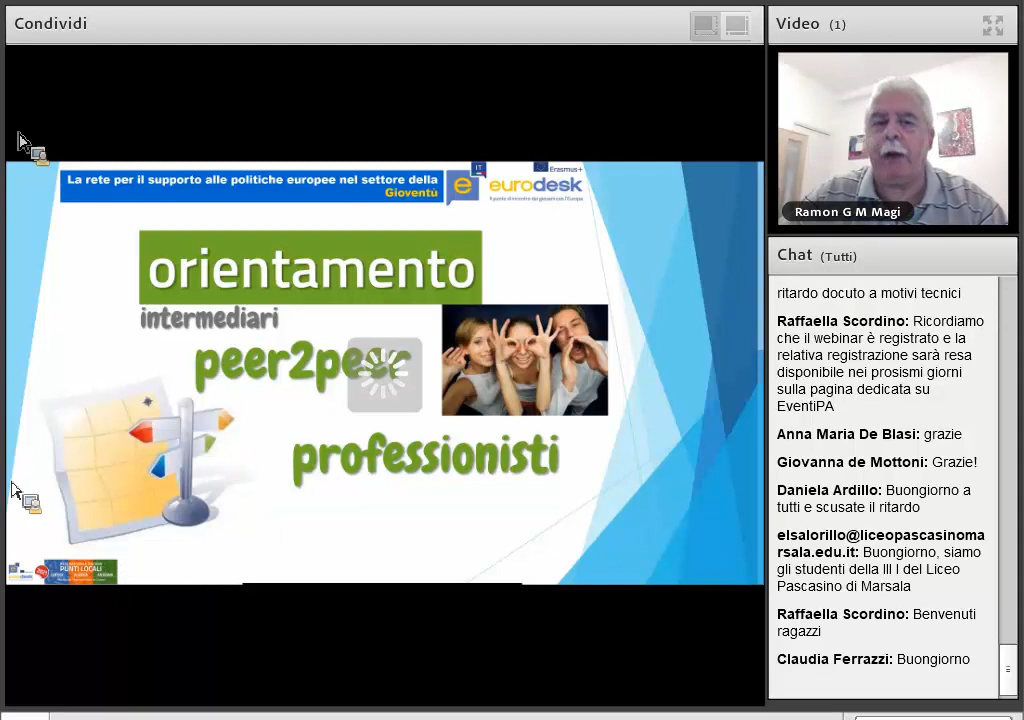 Condividi
La rete per il supporto alle politiche europee nel settore della
Gioventù
IT
e
Erasmus+
eurodesk
orientamento
intermediari
peer2peer
professionisti
PUNTI LOCALI
Video (1)
Ramon G M Magi
Chat (Tutti)
ritardo docuto a motivi tecnici
Raffaella Scordino: Ricordiamo
che il webinar è registrato e la
relativa registrazione sarà resa
disponibile nei prosismi giorni
sulla pagina dedicata su
EventiPA
Anna Maria De Blasi: grazie
Giovanna de Mottoni: Grazie!
Daniela Ardillo: Buongiorno a
tutti e scusate il ritardo
elsalorillo@liceopascasinoma
rsala.edu.it: Buongiorno, siamo
gli studenti della III I del Liceo
Pascasino di Marsala
Raffaella Scordino: Benvenuti
ragazzi
Claudia Ferrazzi: Buongiorno